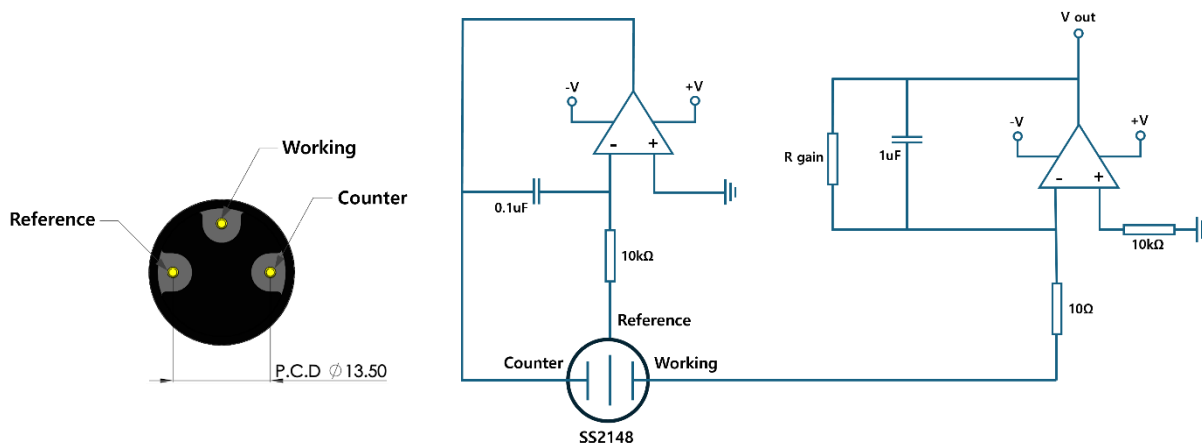 Working
Reference
Counter
P.C.D ∅ 13.50
-V
+V
-
+
0.1uF
10kΩ
Reference
Counter
Working
SS2148
V out
-V
+V
R gain
1uF
-
+
10kΩ
10Ω